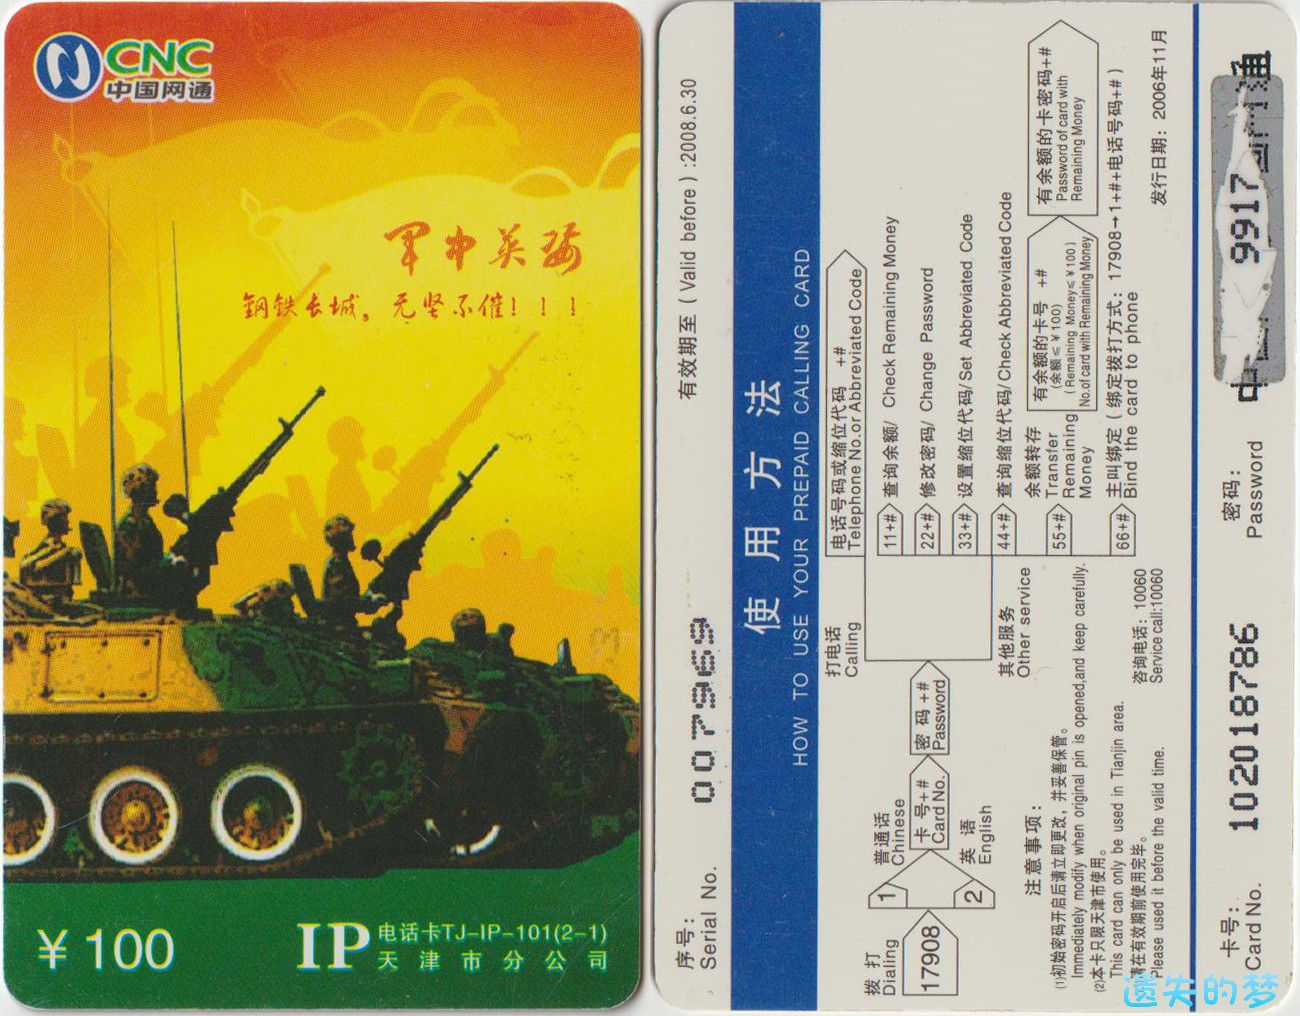 CNC
中国网通
军中英姿
钢铁长城，无坚不催！！！
¥ 100
IP 电话卡TJ-IP-101(2-1)
天津市分公司
序号：
Serial No.
007969
有效期至 ( Valid before ) :2008.6.30
使用方法
HOW TO USE YOUR PREPAID CALLING CARD
拨打
Dialing
17908
1
普通话
Chinese
2
英语
English
卡号+#
Card No.
密码+#
Password
打电话
Calling
电话号码或缩位代码 +#
Telephone No.or Abbreviated Code
其他服务
Other service
11+# 查询余额/ Check Remaining Money
22+# 修改密码/ Change Password
33+# 设置缩位代码/Set Abbreviated Code
44+# 查询缩位代码/Check Abbreviated Code
55+# 余额转存
Transfer
Remaining
Money
有余额的卡号 +#
(余额≤¥100)
( Remaining Money≤¥100 )
No.of card with Remaining Money
有余额的卡密码+#
Password of card with
Remaining Money
66+# 主叫绑定 ( 绑定拨打方式：17908→1+#+电话号码+# )
Bind the card to phone
注意事项：
(1)初始密码开启后请立即更改，并妥善保管。
Immediately modify when original pin is opened,and keep carefully.
(2)本卡只限天津市使用。
This card can only be used in Tianjin area.
请在有效期前使用完毕。
Please used it before the valid time.
咨询电话：10060
Service call:10060
发行日期：2006年11月
卡号：
Card No.
102018786
密码：
Password
9917
遗失的梦